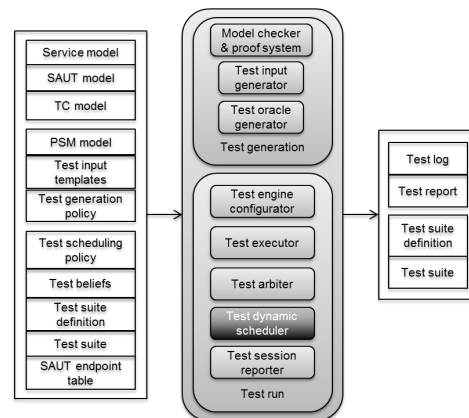 Service model
SAUT model
TC model
PSM model
Test input
templates
Test generation
policy
Test scheduling
policy
Test beliefs
Test suite
definition
Test suite
SAUT endpoint
table
Model checker
& proof system
Test input
generator
Test oracle
generator
Test generation
Test engine
configurator
Test executor
Test arbiter
Test dynamic
scheduler
Test session
reporter
Test run
Test log
Test report
Test suite
definition
Test suite